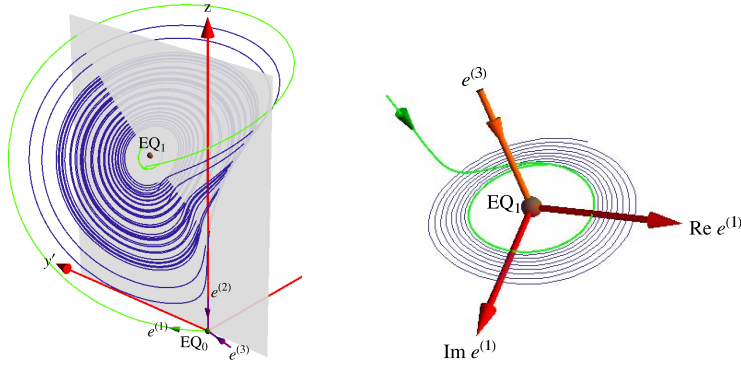 z
EQ₁
y′
e⁽²⁾
e⁽¹⁾
EQ₀
e⁽³⁾
e⁽³⁾
EQ₁
Re e⁽¹⁾
Im e⁽¹⁾